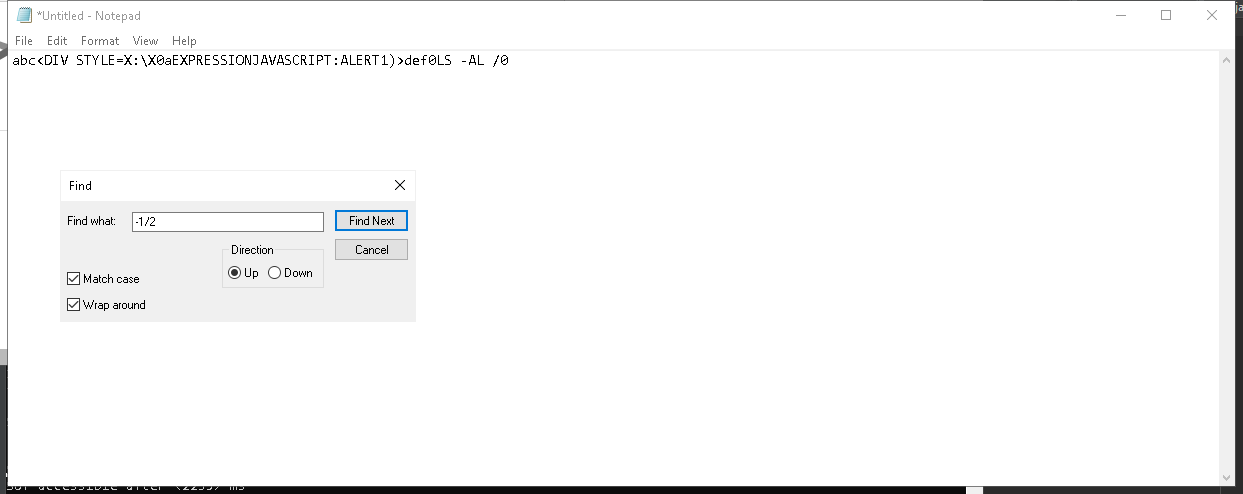 *Untitled - Notepad
File Edit Format View Help
abc<DIV STYLE=X:\X0aEXPRESSIONJAVASCRIPT:ALERT1)>def0LS -AL /0
Find
Find what: -1/2 Find Next
Direction Cancel
Up Down
Match case
Wrap around